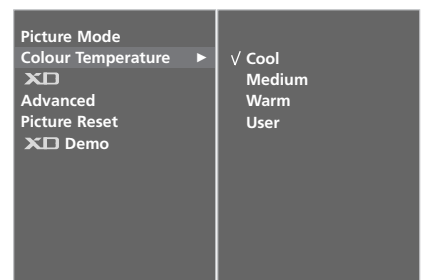 Picture Mode
Colour Temperature ►
XD
Advanced
Picture Reset
XD Demo
√ Cool
Medium
Warm
User